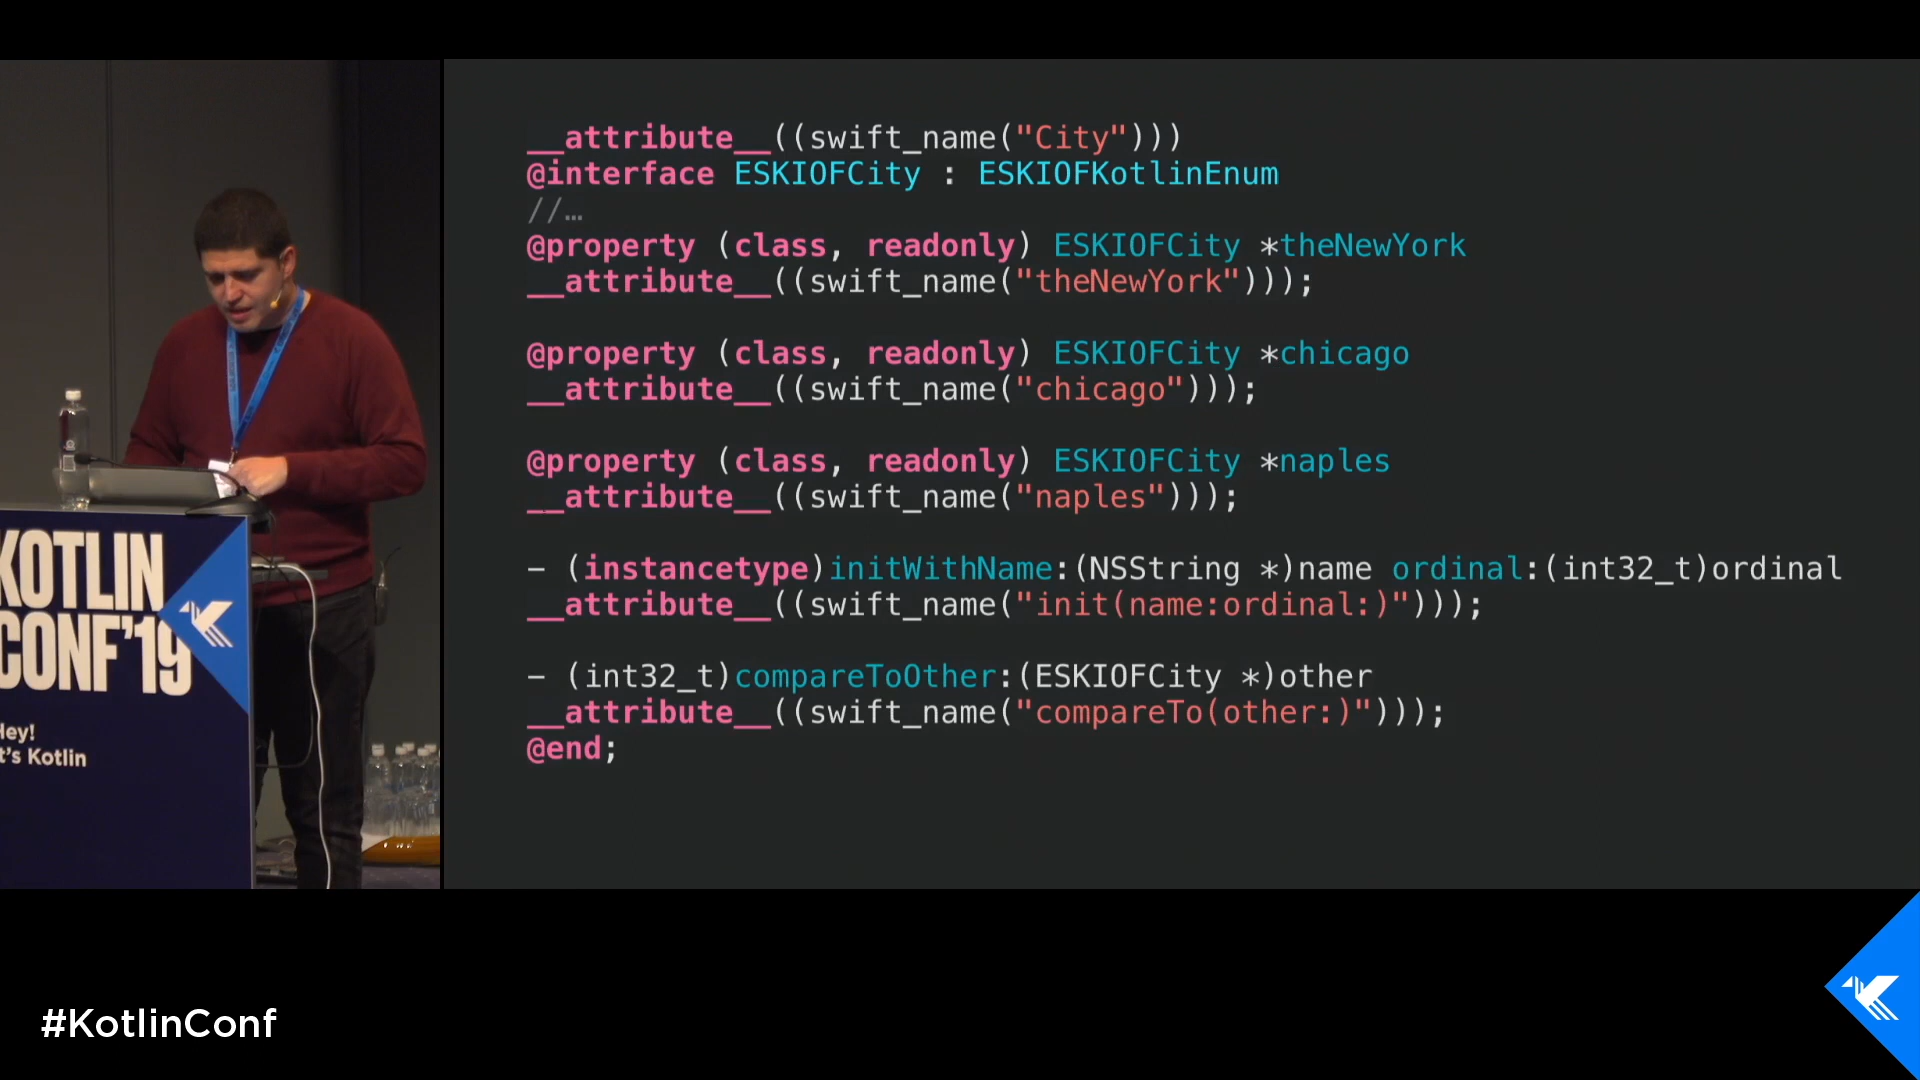 __attribute__((swift_name("City")))
@interface ESKIOFCity : ESKIOFKotlinEnum
//…
@property (class, readonly) ESKIOFCity *theNewYork
__attribute__((swift_name("theNewYork")));
@property (class, readonly) ESKIOFCity *chicago
__attribute__((swift_name("chicago")));
@property (class, readonly) ESKIOFCity *naples
__attribute__((swift_name("naples")));
– (instancetype)initWithName:(NSString *)name ordinal:(int32_t)ordinal
__attribute__((swift_name("init(name:ordinal:)")));
– (int32_t)compareToOther:(ESKIOFCity *)other
__attribute__((swift_name("compareTo(other:)")));
@end;
KOTLIN
CONF'19
Hey!
t's Kotlin
#KotlinConf